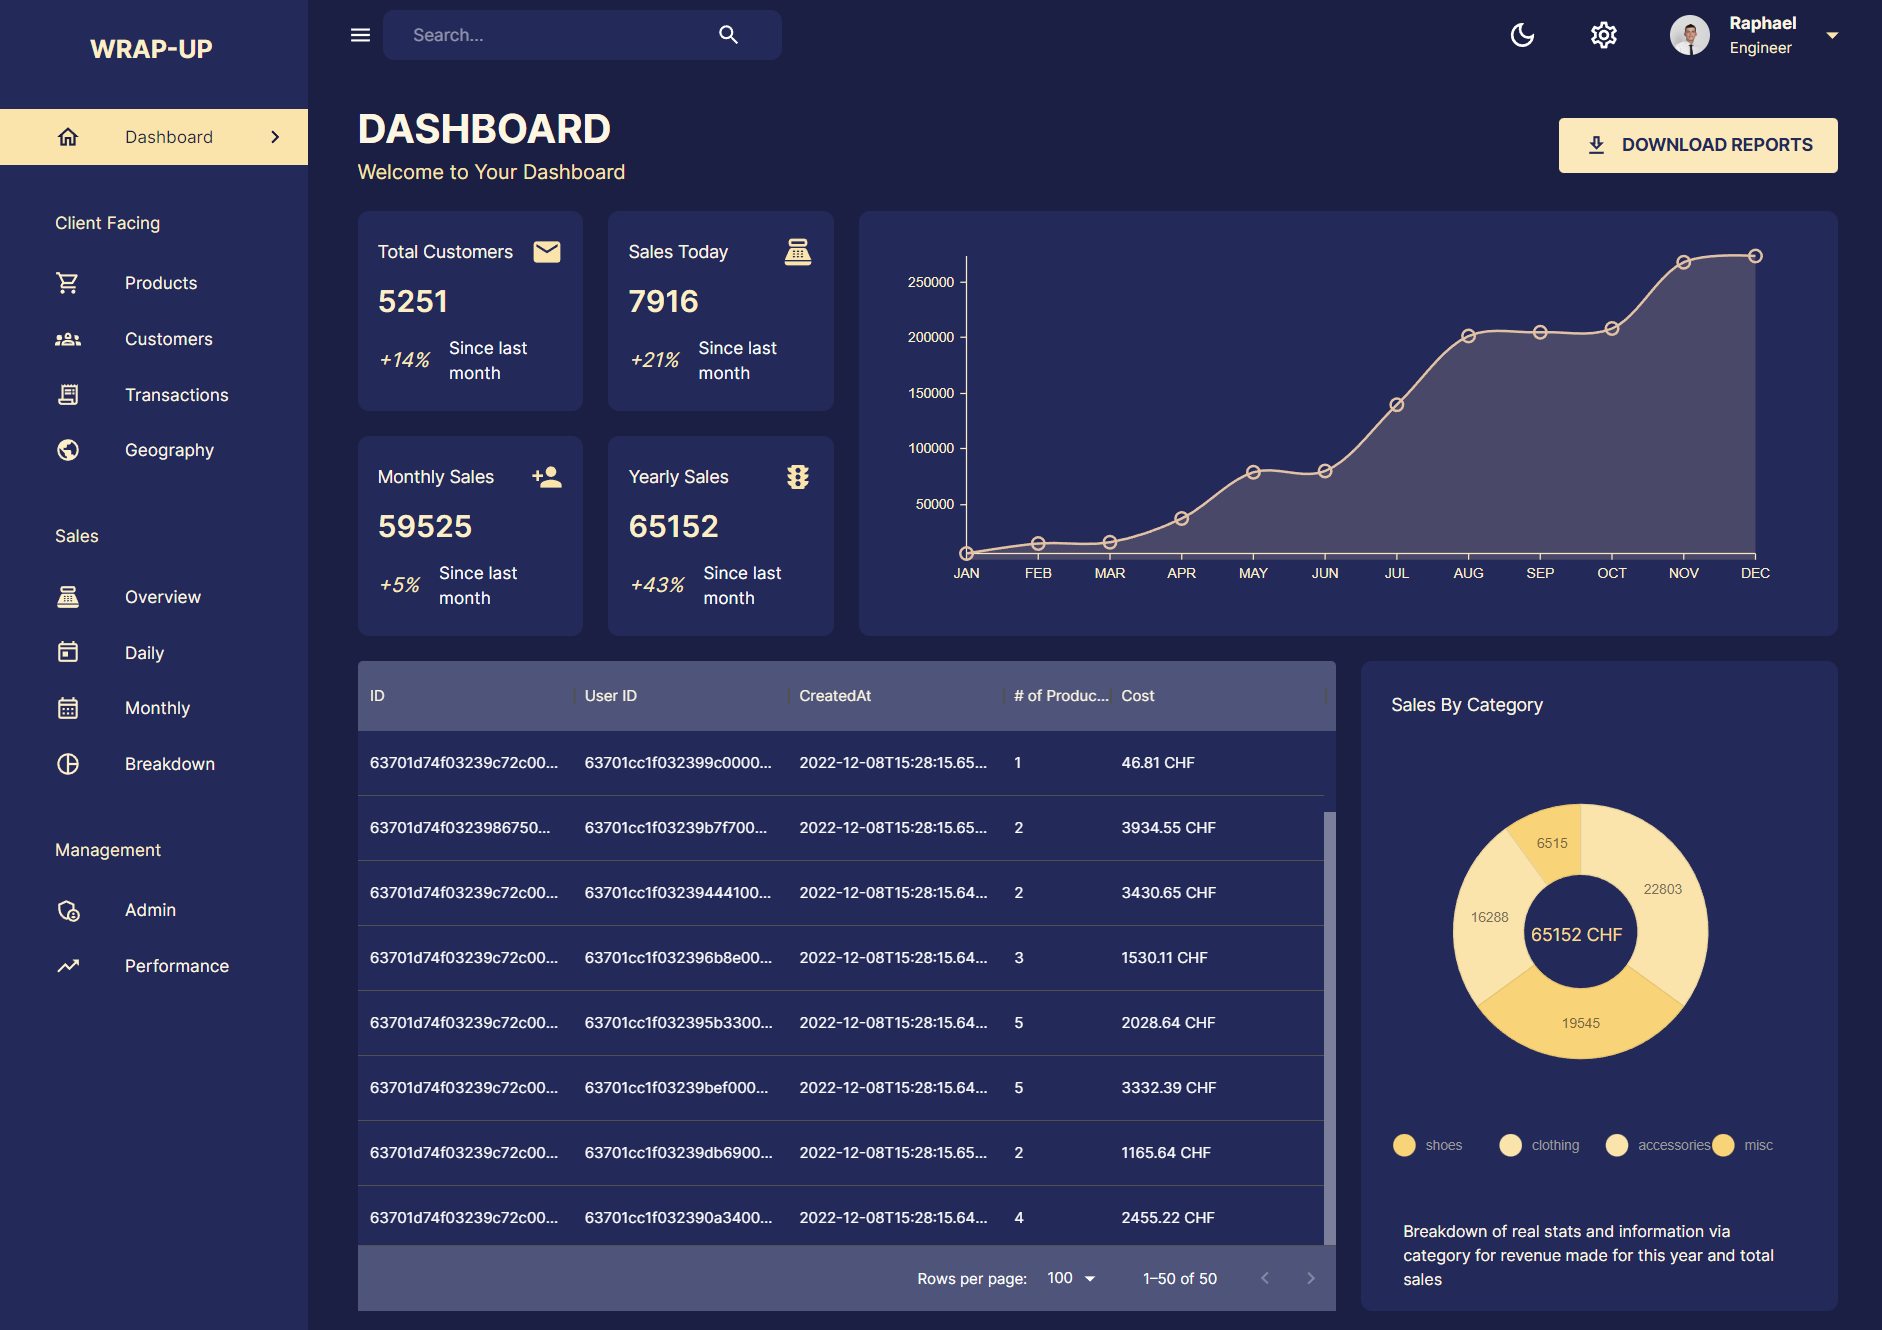 WRAP-UP
Dashboard
Client Facing
Products
Customers
Transactions
Geography
Sales
Overview
Daily
Monthly
Breakdown
Management
Admin
Performance
Search...
Raphael
Engineer
DASHBOARD
Welcome to Your Dashboard
DOWNLOAD REPORTS
Total Customers
5251
+14% Since last
month
Sales Today
7916
+21% Since last
month
Monthly Sales
59525
+5% Since last
month
Yearly Sales
65152
+43% Since last
month
250000
200000
150000
100000
50000
JAN FEB MAR APR MAY JUN JUL AUG SEP OCT NOV DEC
ID User ID CreatedAt # of Produc... Cost
63701d74f03239c72c00... 63701cc1f032399c0000... 2022-12-08T15:28:15.65... 1 46.81 CHF
63701d74f0323986750... 63701cc1f03239b7f700... 2022-12-08T15:28:15.65... 2 3934.55 CHF
63701d74f03239c72c00... 63701cc1f03239444100... 2022-12-08T15:28:15.64... 2 3430.65 CHF
63701d74f03239c72c00... 63701cc1f032396b8e00... 2022-12-08T15:28:15.64... 3 1530.11 CHF
63701d74f03239c72c00... 63701cc1f032395b3300... 2022-12-08T15:28:15.64... 5 2028.64 CHF
63701d74f03239c72c00... 63701cc1f03239bef000... 2022-12-08T15:28:15.64... 5 3332.39 CHF
63701d74f03239c72c00... 63701cc1f03239db6900... 2022-12-08T15:28:15.65... 2 1165.64 CHF
63701d74f03239c72c00... 63701cc1f032390a3400... 2022-12-08T15:28:15.64... 4 2455.22 CHF
Rows per page: 100 1–50 of 50
Sales By Category
6515
22803
16288
65152 CHF
19545
shoes clothing accessories misc
Breakdown of real stats and information via
category for revenue made for this year and total
sales